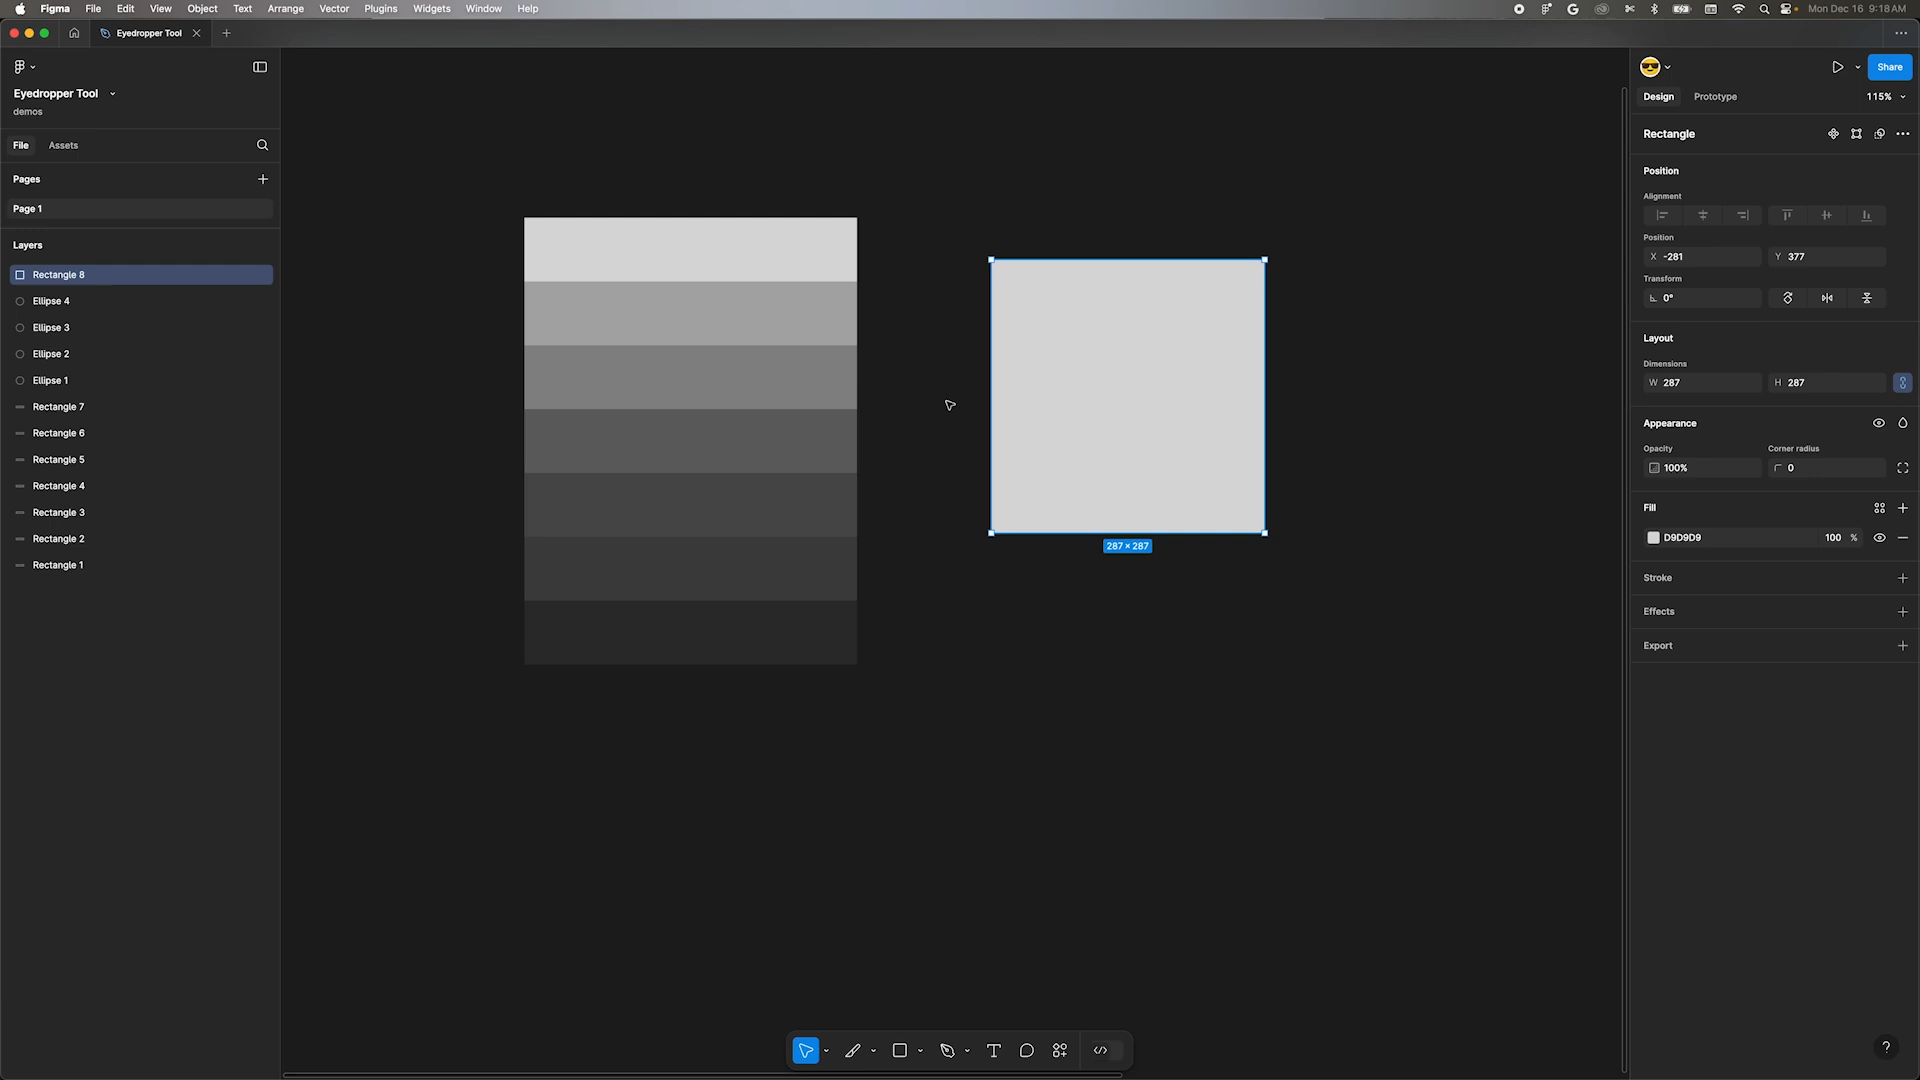 Figma File Edit View Object Text Arrange Vector Plugins Widgets Window Help
Mon Dec 16 9:18 AM
Eyedropper Tool
Eyedropper Tool
demos
File Assets
Pages
Page 1
Layers
Rectangle 8
Ellipse 4
Ellipse 3
Ellipse 2
Ellipse 1
Rectangle 7
Rectangle 6
Rectangle 5
Rectangle 4
Rectangle 3
Rectangle 2
Rectangle 1
287 × 287
Share
Design Prototype 115%
Rectangle
Position
Alignment
Position
X -281 Y 377
Transform
0°
Layout
Dimensions
W 287 H 287
Appearance
Opacity Corner radius
100% 0
Fill
D9D9D9 100 %
Stroke
Effects
Export
?